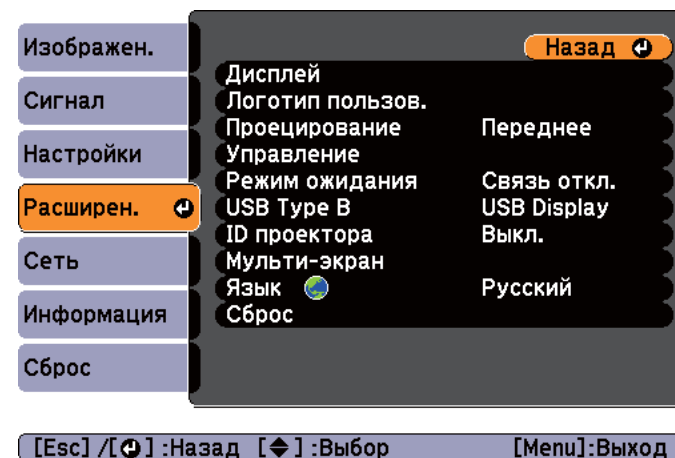 Изображен.
Сигнал
Настройки
Расширен.
Сеть
Информация
Сброс
Назад
Дисплей
Логотип пользов.
Проецирование Переднее
Управление
Режим ожидания Связь откл.
USB Type B USB Display
ID проектора Выкл.
Мульти-экран
Язык Русский
Сброс
[Esc] /[ ] :Назад [ ] :Выбор [Menu]:Выход